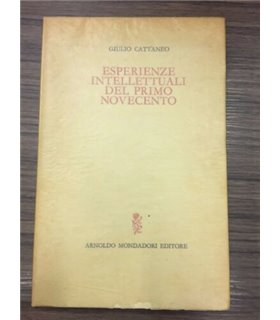 GIULIO CATTANEO
ESPERIENZE
INTELLETTUALI
DEL PRIMO
NOVECENTO
ARNOLDO MONDADORI EDITORE